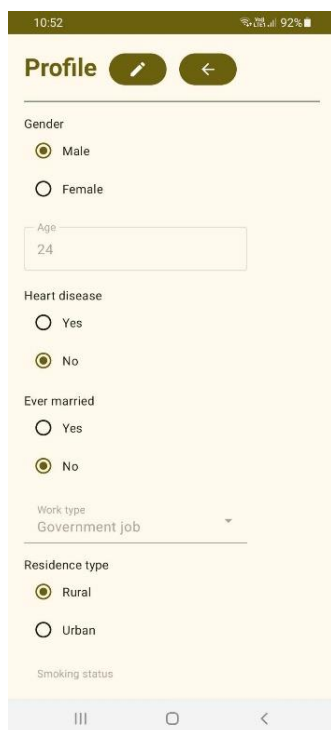 10:52
92%
Profile
Gender
Male
Female
Age
24
Heart disease
Yes
No
Ever married
Yes
No
Work type
Government job
Residence type
Rural
Urban
Smoking status